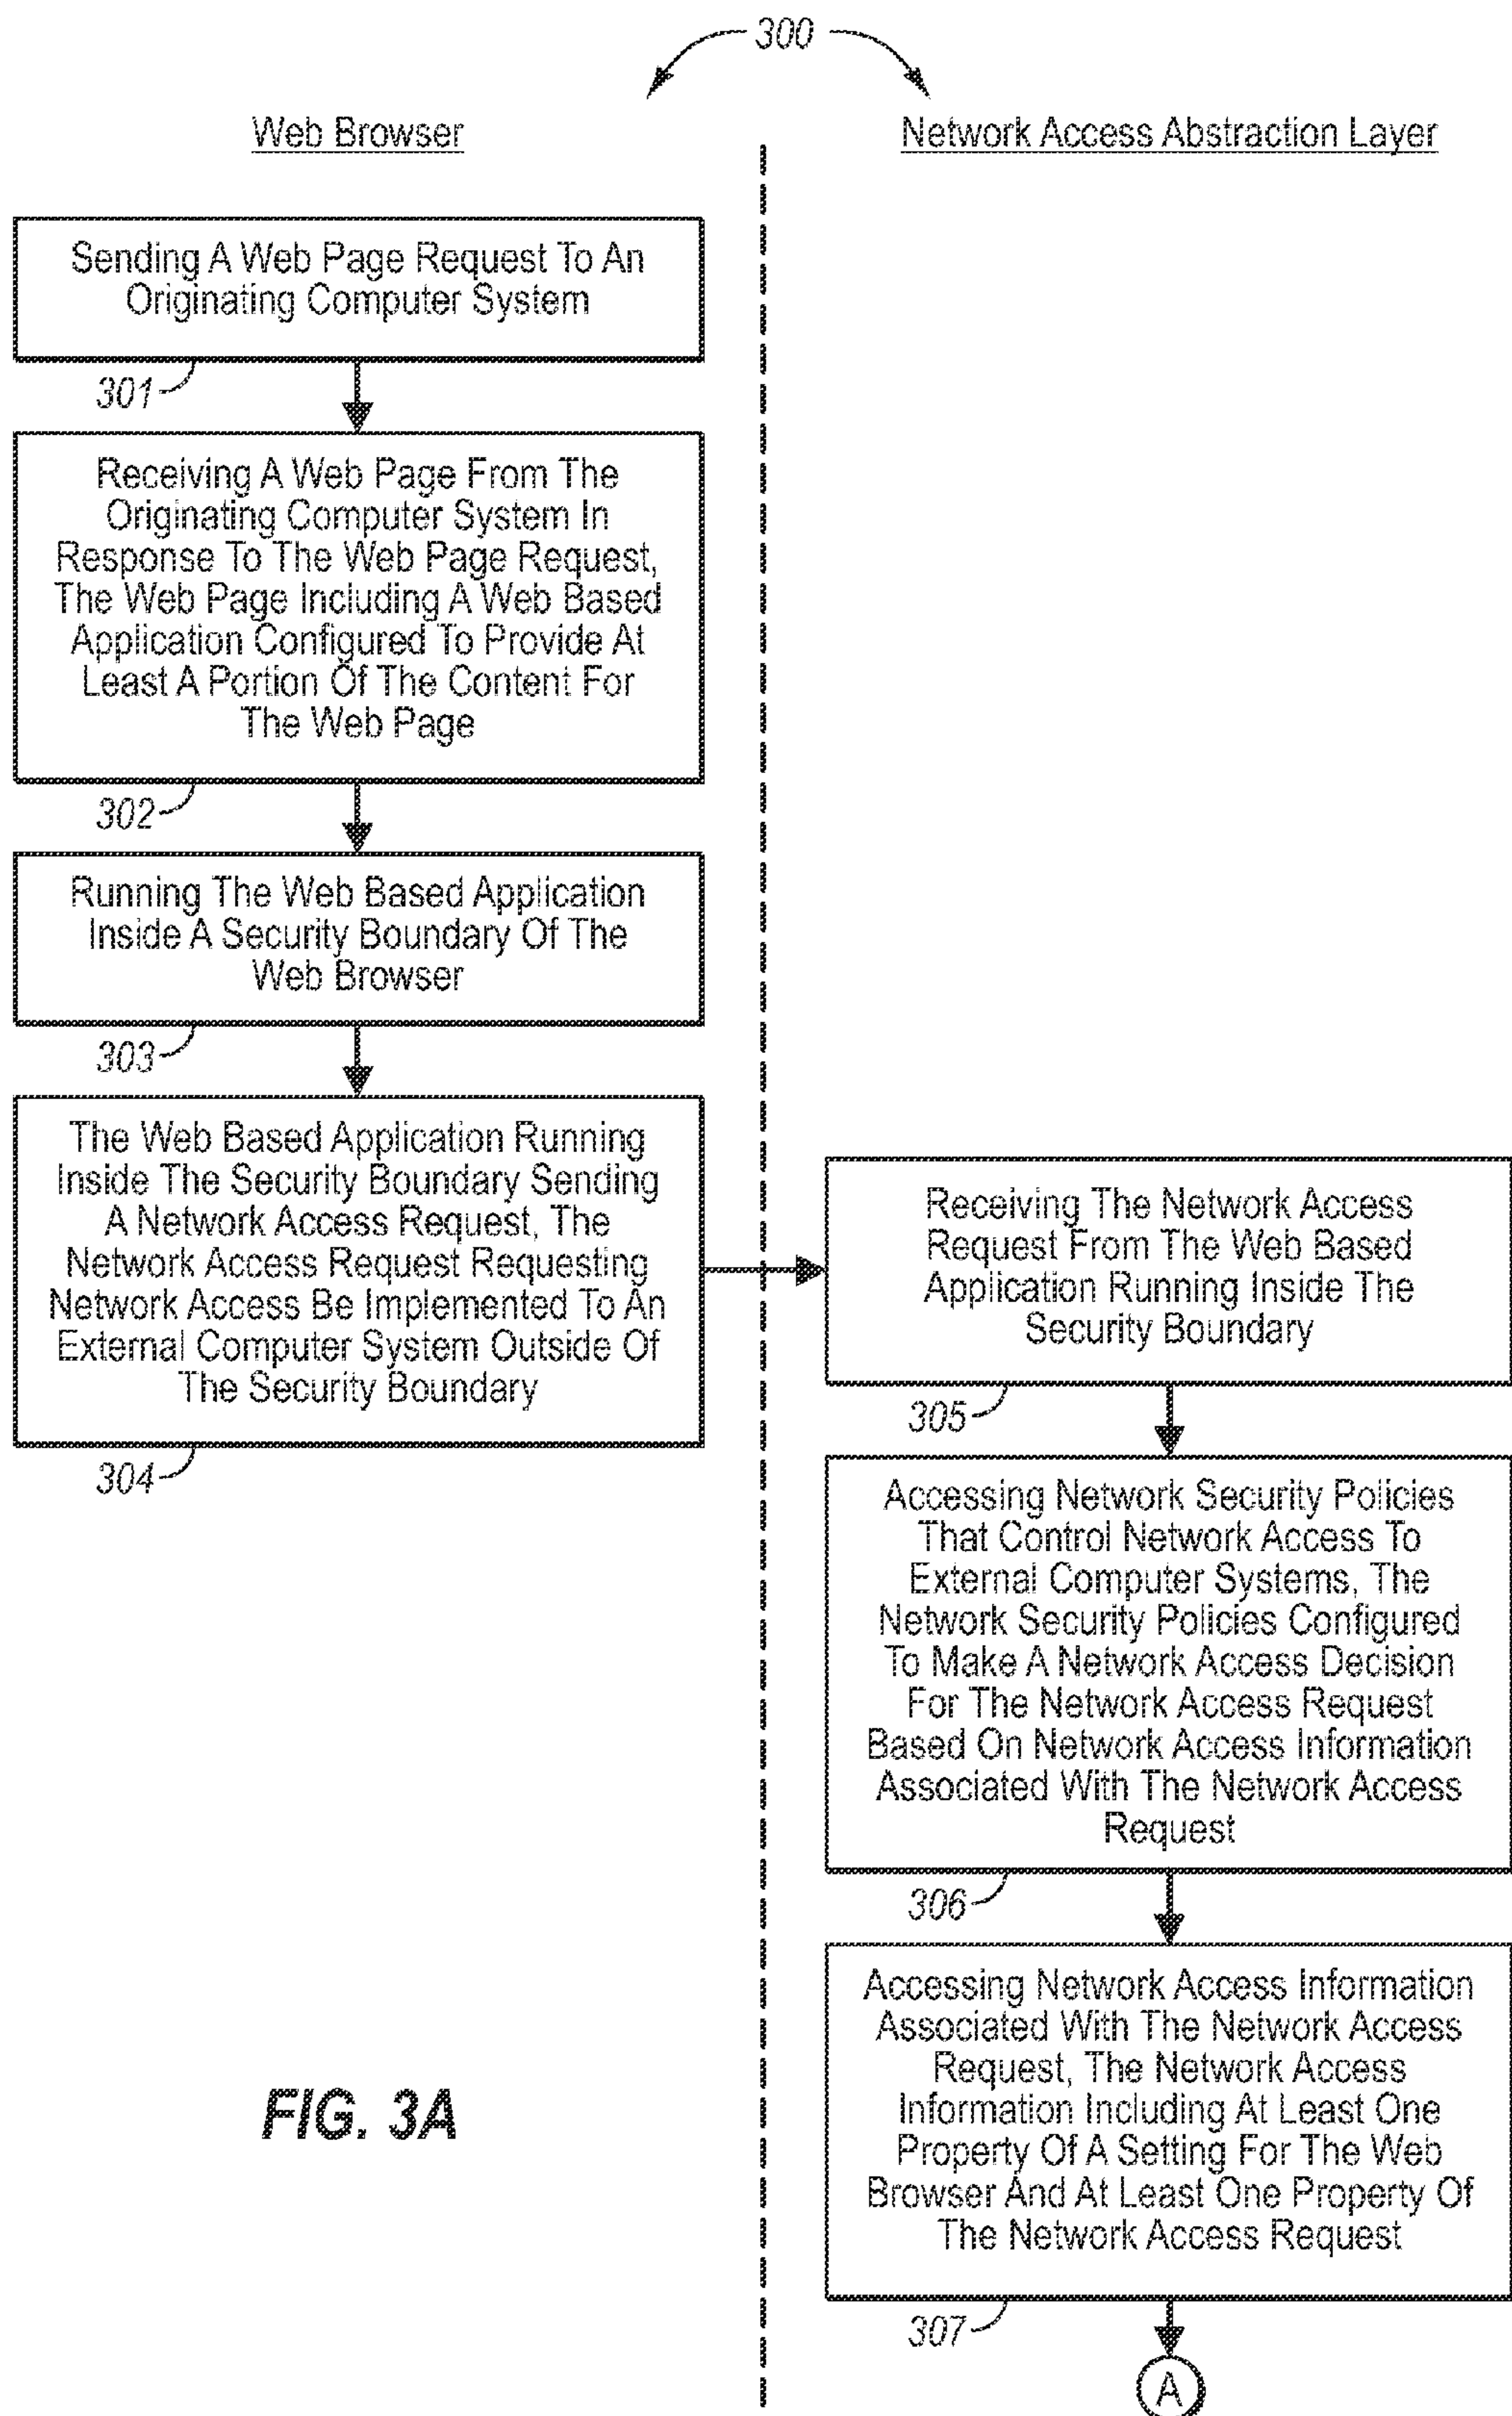 300
Web Browser
Network Access Abstraction Layer
Sending A Web Page Request To An
Originating Computer System
301
Receiving A Web Page From The
Originating Computer System In
Response To The Web Page Request,
The Web Page Including A Web Based
Application Configured To Provide At
Least A Portion Of The Content For
The Web Page
302
Running The Web Based Application
Inside A Security Boundary Of The
Web Browser
303
The Web Based Application Running
Inside The Security Boundary Sending
A Network Access Request, The
Network Access Request Requesting
Network Access Be Implemented To An
External Computer System Outside Of
The Security Boundary
304
Receiving The Network Access
Request From The Web Based
Application Running Inside The
Security Boundary
305
Accessing Network Security Policies
That Control Network Access To
External Computer Systems, The
Network Security Policies Configured
To Make A Network Access Decision
For The Network Access Request
Based On Network Access Information
Associated With The Network Access
Request
306
Accessing Network Access Information
Associated With The Network Access
Request, The Network Access
Information Including At Least One
Property Of A Setting For The Web
Browser And At Least One Property Of
The Network Access Request
307
A
FIG. 3A